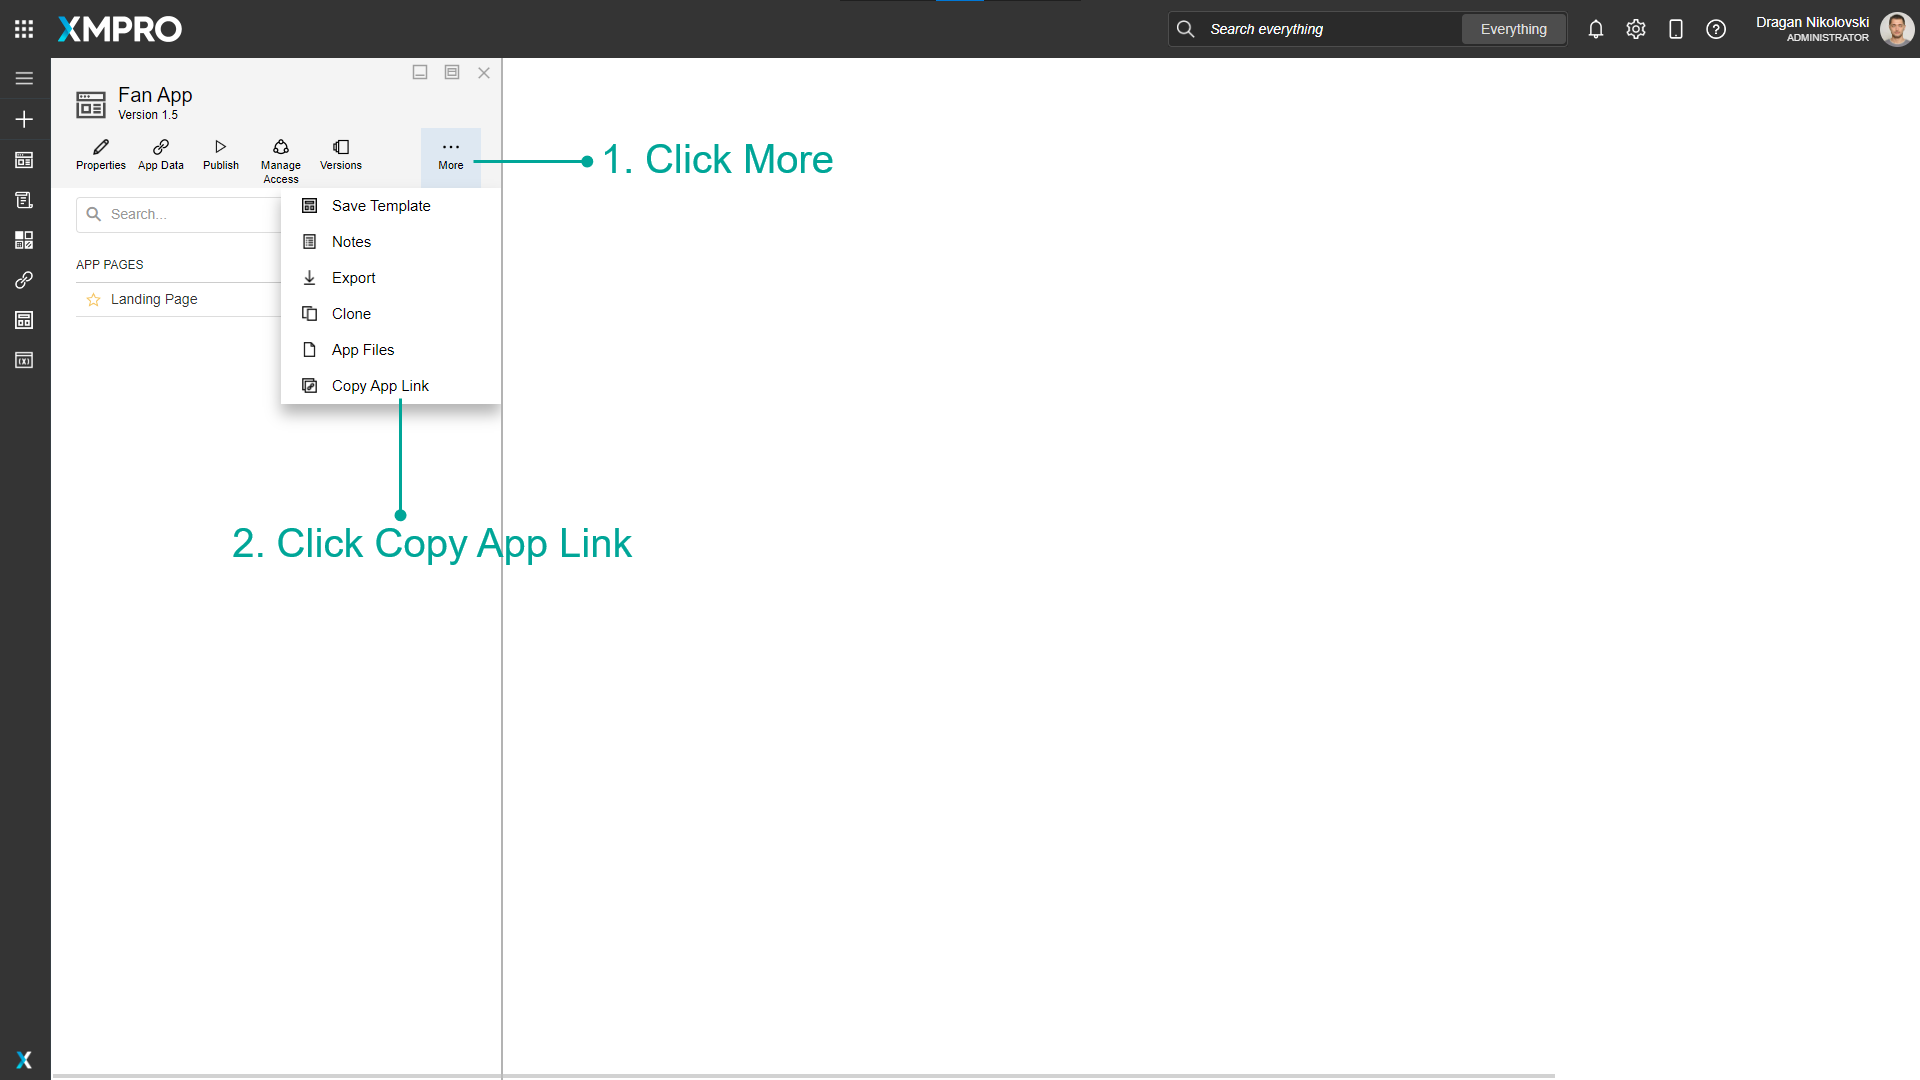 XMPRO
Search everything
Everything
Dragan Nikolovski
ADMINISTRATOR
Fan App
Version 1.5
Properties
App Data
Publish
Manage
Access
Versions
More
1. Click More
Search...
Save Template
Notes
APP PAGES
Export
Landing Page
Clone
App Files
Copy App Link
2. Click Copy App Link